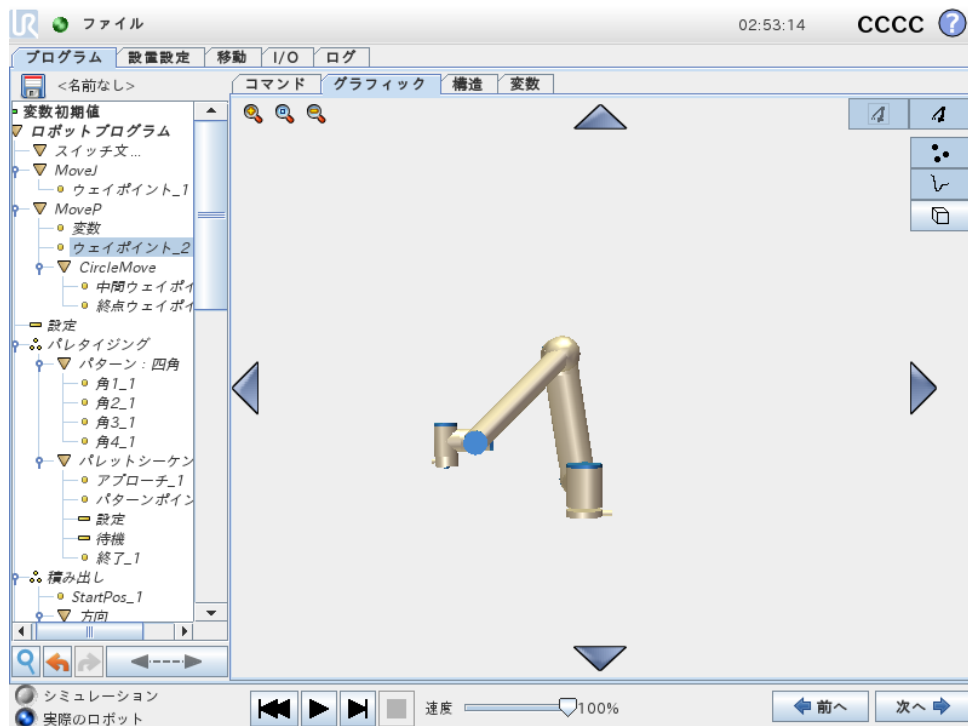 UR ファイル 02:53:14 CCCC ?
プログラム 設置設定 移動 I/O ログ
<名前なし> コマンド グラフィック 構造 変数
変数初期値
ロボットプログラム
スイッチ文...
MoveJ
ウェイポイント_1
MoveP
変数
ウェイポイント_2
CircleMove
中間ウェイポイ
終点ウェイポイ
設定
パレタイジング
パターン : 四角
角1_1
角2_1
角3_1
角4_1
パレットシーケン
アプローチ_1
パターンポイン
設定
待機
終了_1
積み出し
StartPos_1
方向
シミュレーション
実際のロボット
速度 100% 前へ 次へ